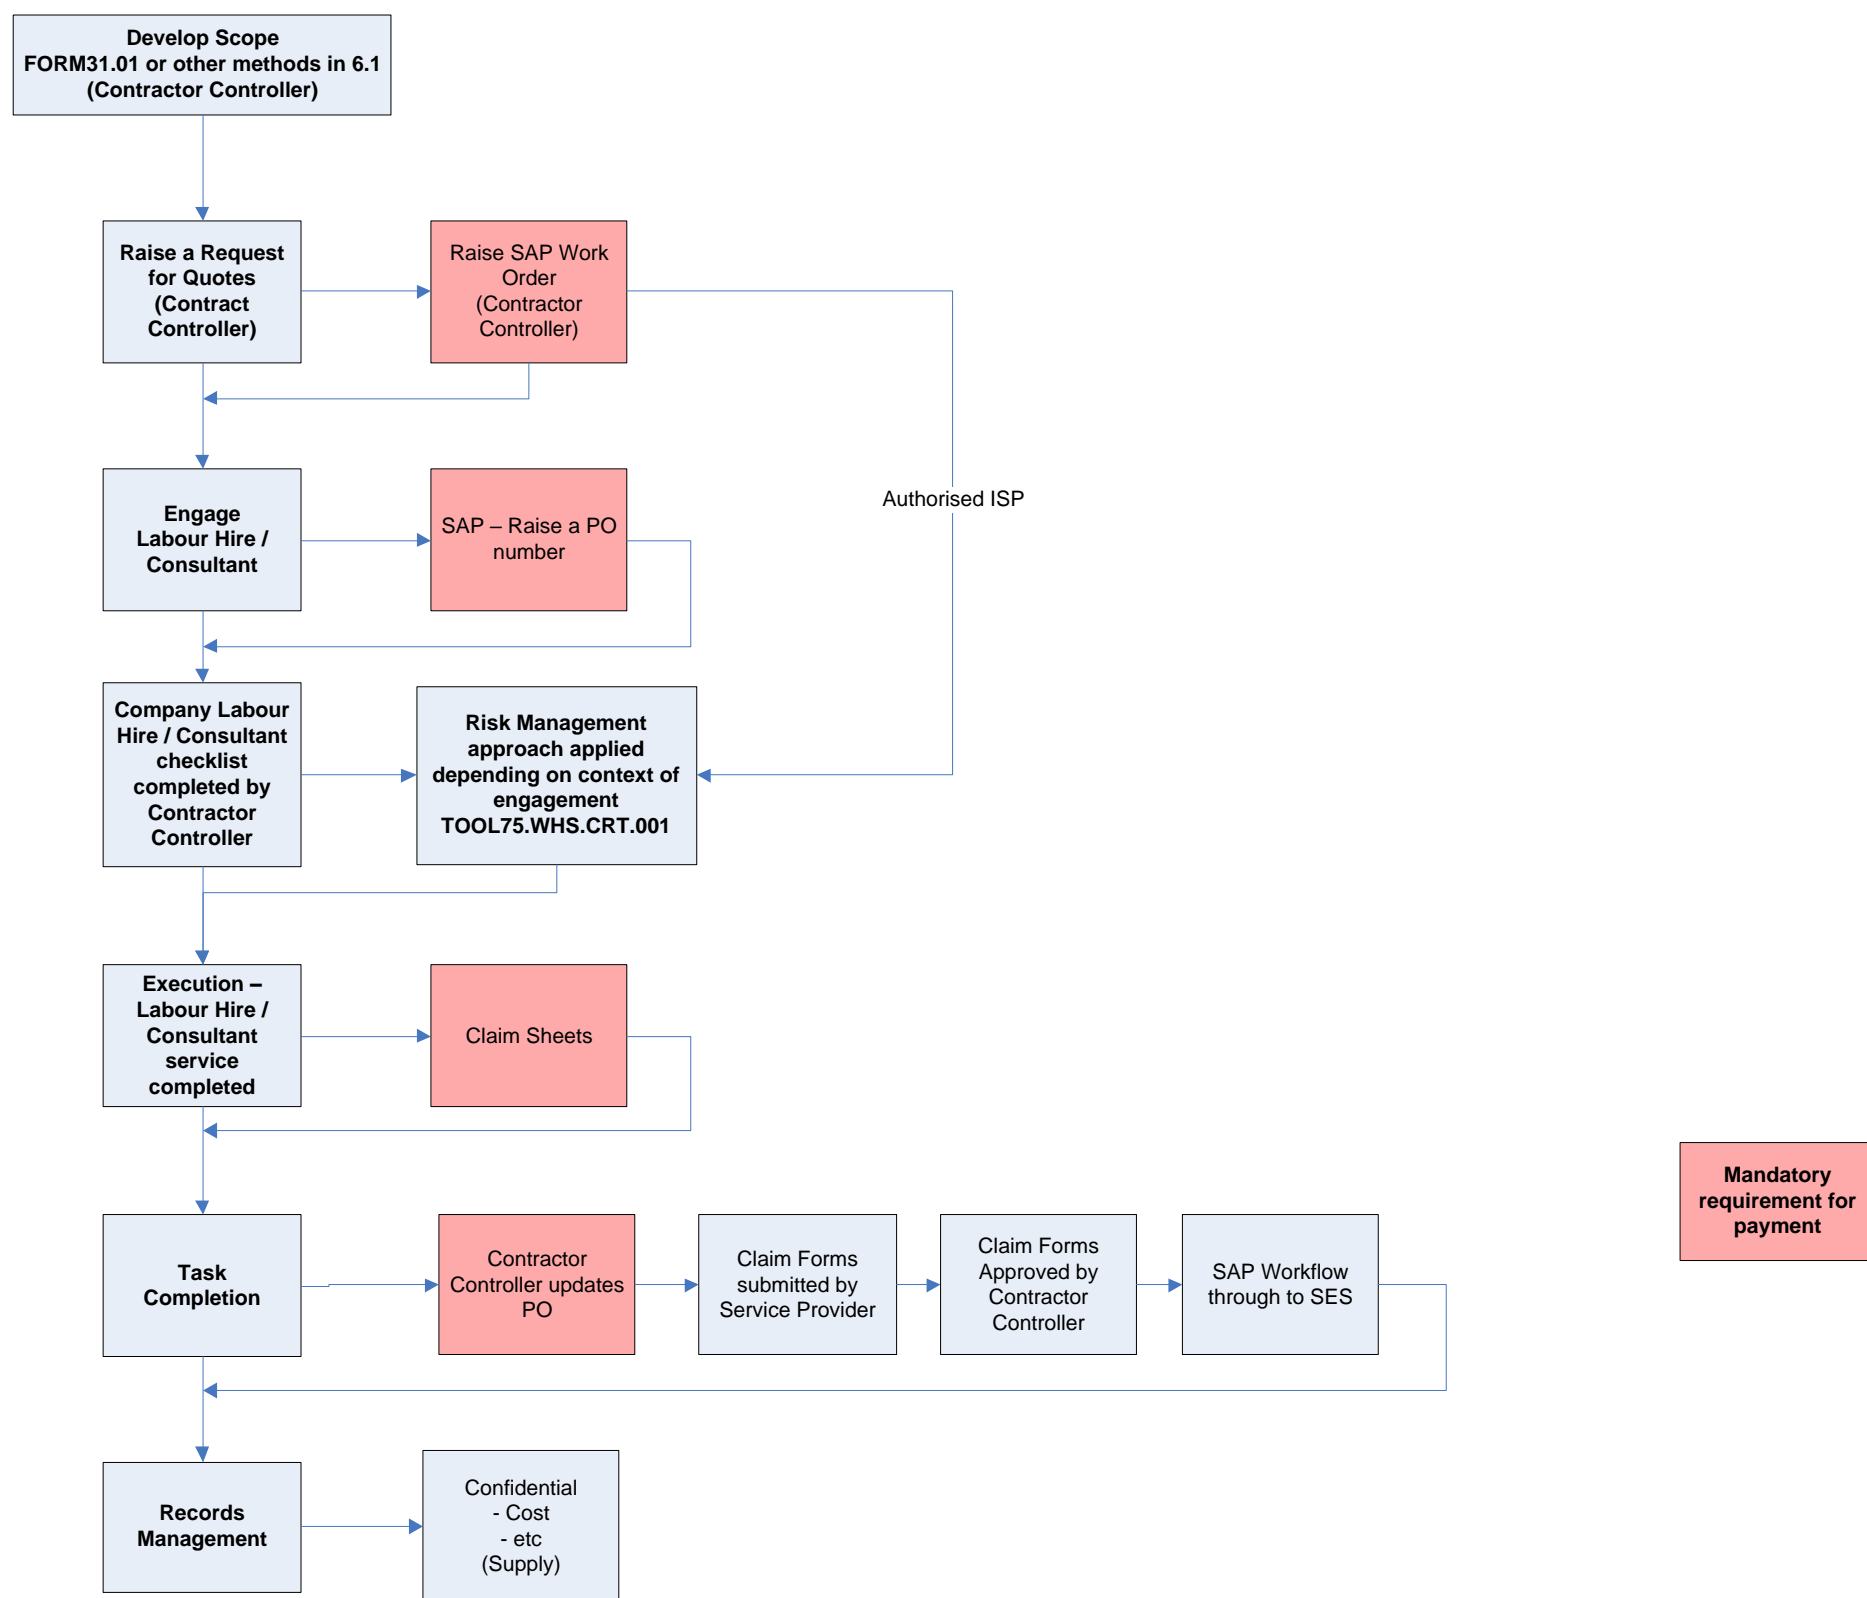 Develop Scope
FORM31.01 or other methods in 6.1
(Contractor Controller)
Raise a Request
for Quotes
(Contract
Controller)
Raise SAP Work
Order
(Contractor
Controller)
Authorised ISP
Engage
Labour Hire /
Consultant
SAP – Raise a PO
number
Company Labour
Hire / Consultant
checklist
completed by
Contractor
Controller
Risk Management
approach applied
depending on context of
engagement
TOOL75.WHS.CRT.001
Execution –
Labour Hire /
Consultant
service
completed
Claim Sheets
Mandatory
requirement for
payment
Task
Completion
Contractor
Controller updates
PO
Claim Forms
submitted by
Service Provider
Claim Forms
Approved by
Contractor
Controller
SAP Workflow
through to SES
Records
Management
Confidential
- Cost
- etc
(Supply)